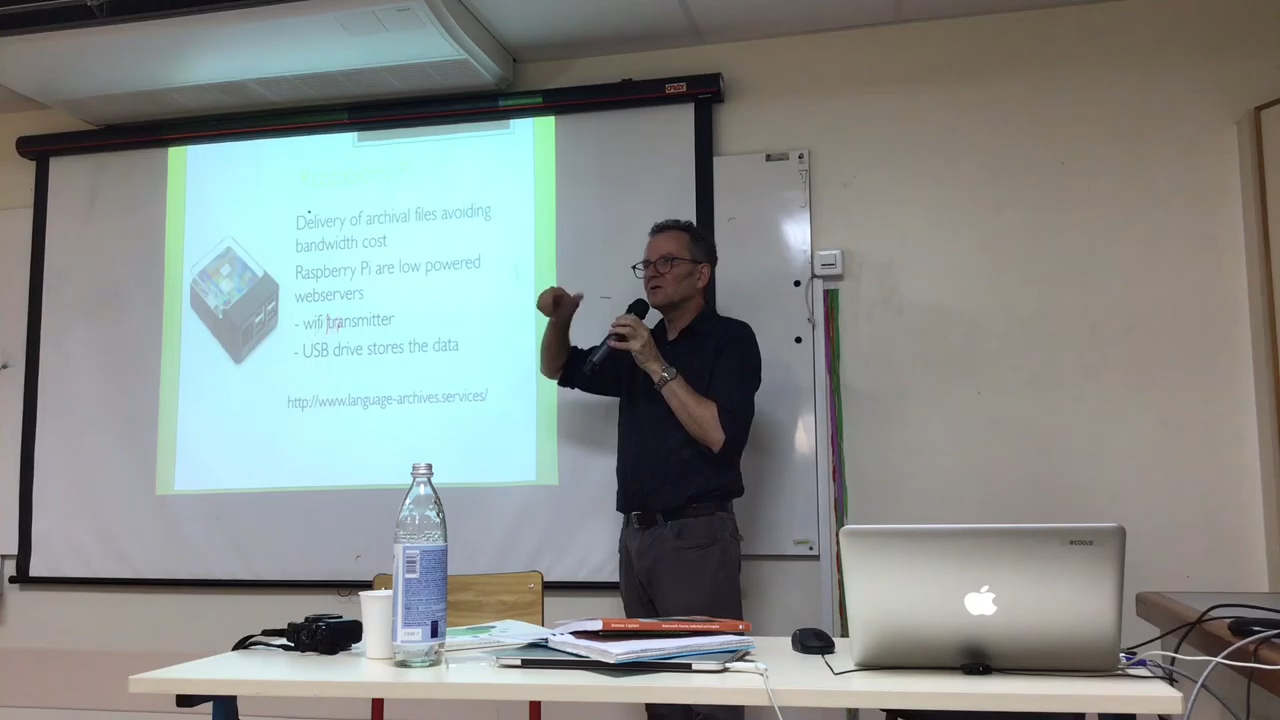 ORAY
Delivery of archival files avoiding
bandwidth cost
Raspberry Pi are low powered
webservers
- wifi transmitter
- USB drive stores the data
http://www.language-archives.services/